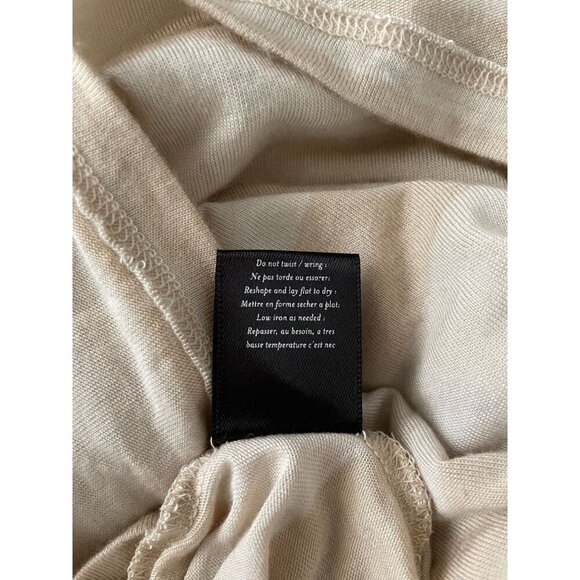 Do not twist / wring :
Ne pas torde ou essorer:
Reshape and lay flat to dry :
Mettre en forme secher a plat:
Low iron as needed :
Repasser, au besoin, a tres
basse temperature c'est nec